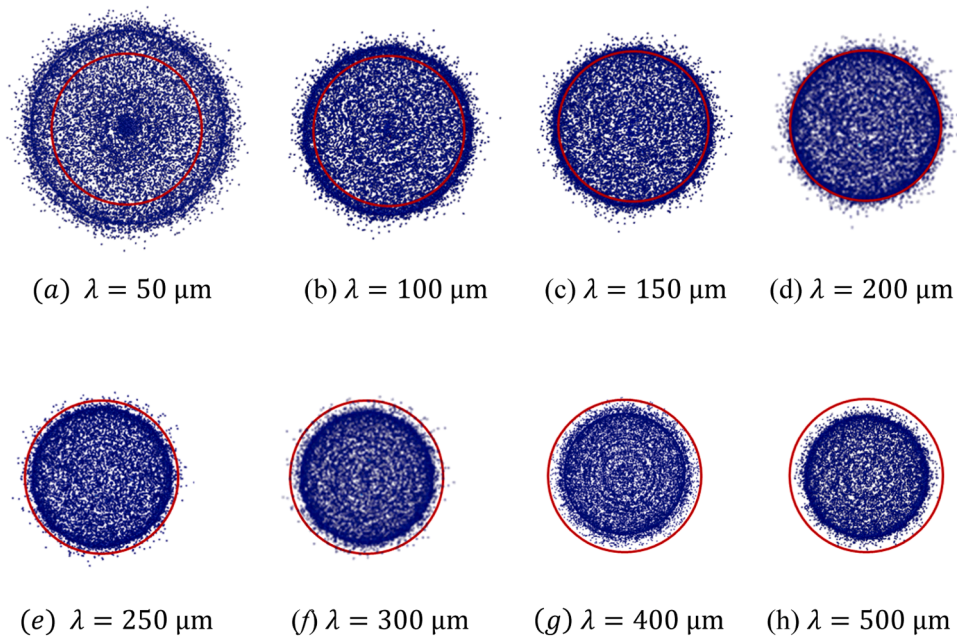 (a) λ = 50 μm
(b) λ = 100 μm
(c) λ = 150 μm
(d) λ = 200 μm
(e) λ = 250 μm
(f) λ = 300 μm
(g) λ = 400 μm
(h) λ = 500 μm